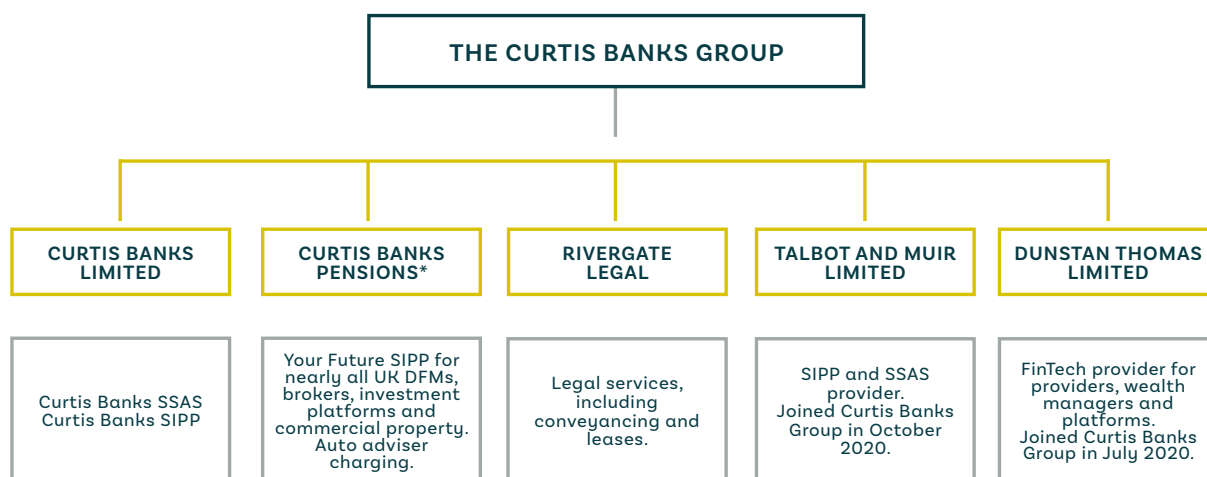 THE CURTIS BANKS GROUP
CURTIS BANKS
LIMITED
CURTIS BANKS
PENSIONS*
RIVERGATE
LEGAL
TALBOT AND MUIR
LIMITED
DUNSTAN THOMAS
LIMITED
Curtis Banks SSAS
Curtis Banks SIPP
Your Future SIPP for
nearly all UK DFMs,
brokers, investment
platforms and
commercial property.
Auto adviser
charging.
Legal services,
including
conveyancing and
leases.
SIPP and SSAS
provider.
Joined Curtis Banks
Group in October
2020.
FinTech provider for
providers, wealth
managers and
platforms.
Joined Curtis Banks
Group in July 2020.